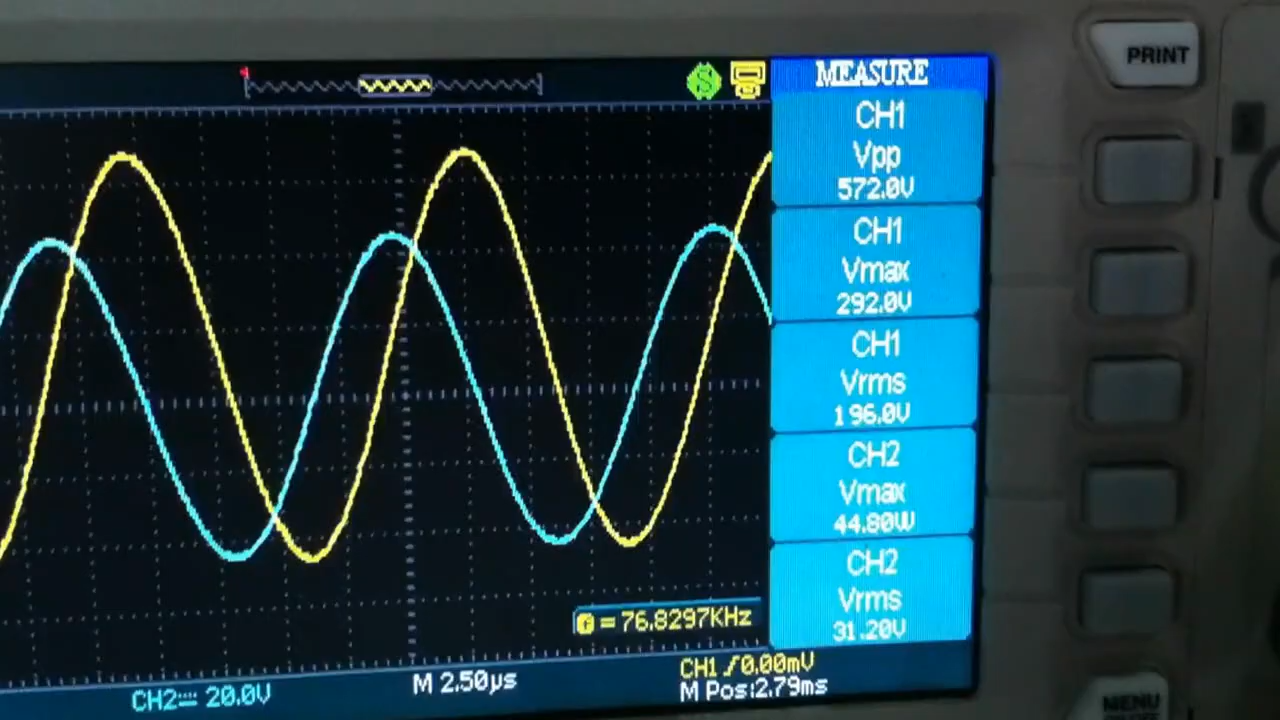 PRINT
MEASURE
CH1
Vpp
572.0V
CH1
Vmax
292.0V
CH1
Vrms
196.0V
CH2
Vmax
44.80V
CH2
Vrms
31.20V
= 76.8297KHz
CH2 20.0V
M 2.50µs
CH1 / 0.00mV
M Pos:2.79ms
MENU